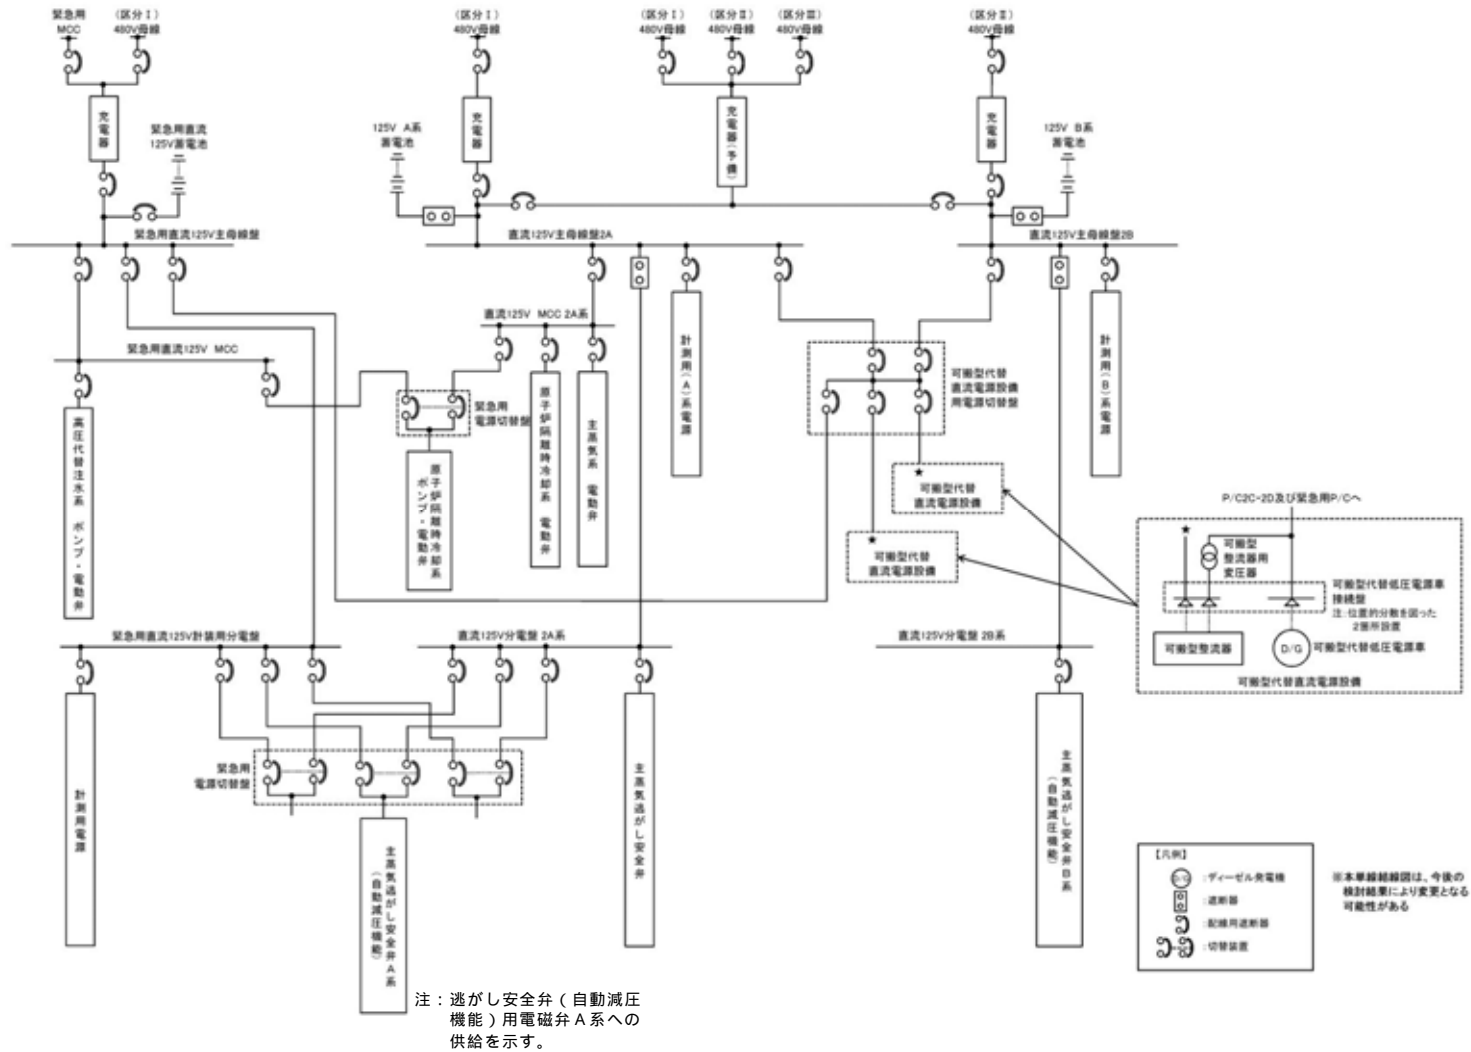 緊急用
MCC
（区分Ⅰ）
480V母線
（区分Ⅰ）
480V母線
（区分Ⅰ）
480V母線
（区分Ⅱ）
480V母線
（区分Ⅲ）
480V母線
（区分Ⅱ）
480V母線
充電器
緊急用直流
125V蓄電池
125V A系
蓄電池
充電器
充電器（予備）
充電器
125V B系
蓄電池
緊急用直流125V主母線盤
直流125V主母線盤2A
直流125V主母線盤2B
直流125V MCC 2A系
緊急用直流125V MCC
緊急用
電源切替盤
可搬型代替
直流電源設備
用電源切替盤
計測用（A）系電源
計測用（B）系電源
高圧代替注水系 ポンプ・電動弁
原子炉隔離時冷却系
ポンプ・電動弁
原子炉隔離時冷却系 電動弁
主蒸気系 電動弁
★
可搬型代替
直流電源設備
★
可搬型代替
直流電源設備
P/C2C・2D及び緊急用P/Cへ
★
可搬型
整流器用
変圧器
可搬型代替低圧電源車
接続盤
注:位置的分散を図った
2箇所設置
可搬型整流器
D/G
可搬型代替低圧電源車
可搬型代替直流電源設備
緊急用直流125V計装用分電盤
直流125V分電盤 2A系
直流125V分電盤 2B系
緊急用
電源切替盤
計測用電源
主蒸気逃がし安全弁A系
（自動減圧機能）
主蒸気逃がし安全弁
主蒸気逃がし安全弁B系
（自動減圧機能）
【凡例】
D/G :ディーゼル発電機
:遮断器
:配線用遮断器
:切替装置
※本単線結線図は、今後の
検討結果により変更となる
可能性がある
注：逃がし安全弁（自動減圧
機能）用電磁弁Ａ系への
供給を示す。